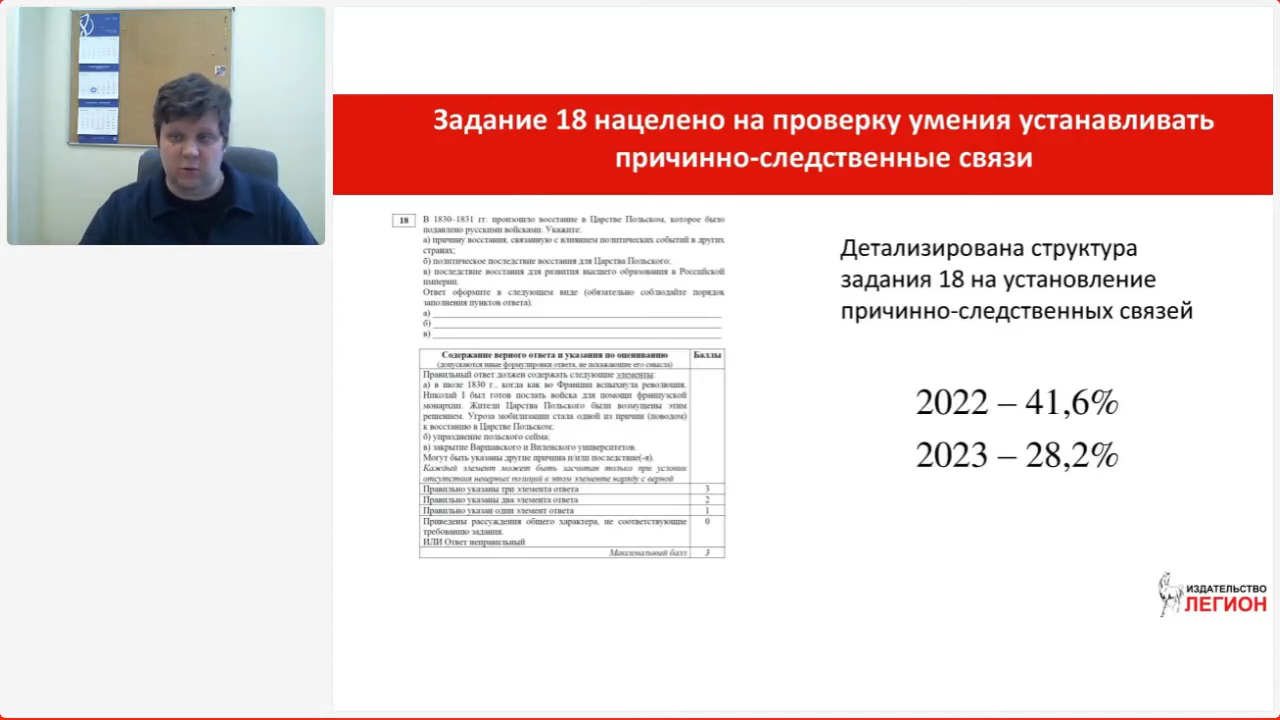 Задание 18 нацелено на проверку умения устанавливать
причинно-следственные связи
18
В 1830–1831 гг. произошло восстание в Царстве Польском, которое было
подавлено русскими войсками. Укажите:
а) причину восстания, связанную с влиянием политических событий в других
странах;
б) политическое последствие восстания для Царства Польского;
в) последствие восстания для развития высшего образования в Российской
империи.
Ответ оформите в следующем виде (обязательно соблюдайте порядок
заполнения пунктов ответа).
а)
б)
в)
Содержание верного ответа и указания по оцениванию
Баллы
(допускаются иные формулировки ответа, не искажающие его смысла)
Правильный ответ должен содержать следующие элементы:
а) в июле 1830 г., когда как во Франции вспыхнула революция,
Николай I был готов послать войска для помощи французской
монархии. Жители Царства Польского были возмущены этим
решением. Угроза мобилизации стала одной из причин (поводом)
к восстанию в Царстве Польском;
б) упразднение польского сейма;
в) закрытие Варшавского и Виленского университетов.
Могут быть указаны другие причина и/или последствие(-я).
Каждый элемент может быть засчитан только при условии
отсутствия неверных позиций в этом элементе наряду с верной
Правильно указаны три элемента ответа 3
Правильно указаны два элемента ответа 2
Правильно указан один элемент ответа 1
Приведены рассуждения общего характера, не соответствующие 0
требованию задания.
ИЛИ Ответ неправильный
Максимальный балл 3
Детализирована структура
задания 18 на установление
причинно-следственных связей
2022 – 41,6%
2023 – 28,2%
ИЗДАТЕЛЬСТВО
ЛЕГИОН